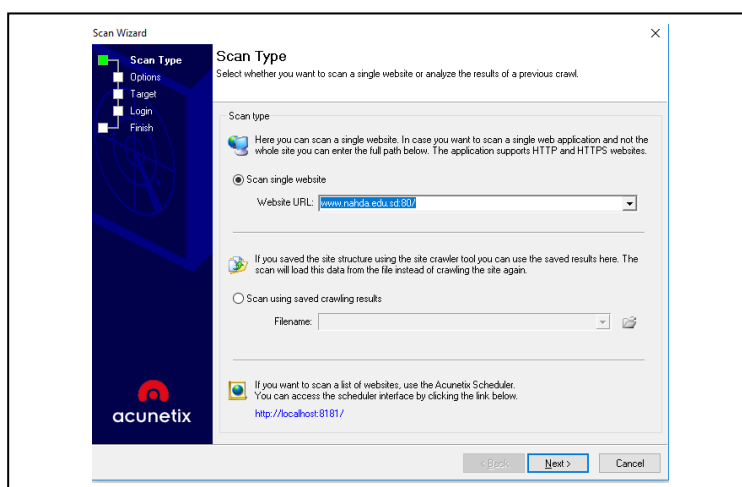 Scan Wizard
Scan Type
Options
Target
Login
Finish
Scan Type
Select whether you want to scan a single website or analyze the results of a previous crawl.
Scan type
Here you can scan a single website. In case you want to scan a single web application and not the
whole site you can enter the full path below. The application supports HTTP and HTTPS websites.
Scan single website
Website URL: www.nahda.edu.sd:80/
If you saved the site structure using the site crawler tool you can use the saved results here. The
scan will load this data from the file instead of crawling the site again.
Scan using saved crawling results
Filename:
If you want to scan a list of websites, use the Acunetix Scheduler.
You can access the scheduler interface by clicking the link below.
http://localhost:8181/
acunetix
< Back Next > Cancel